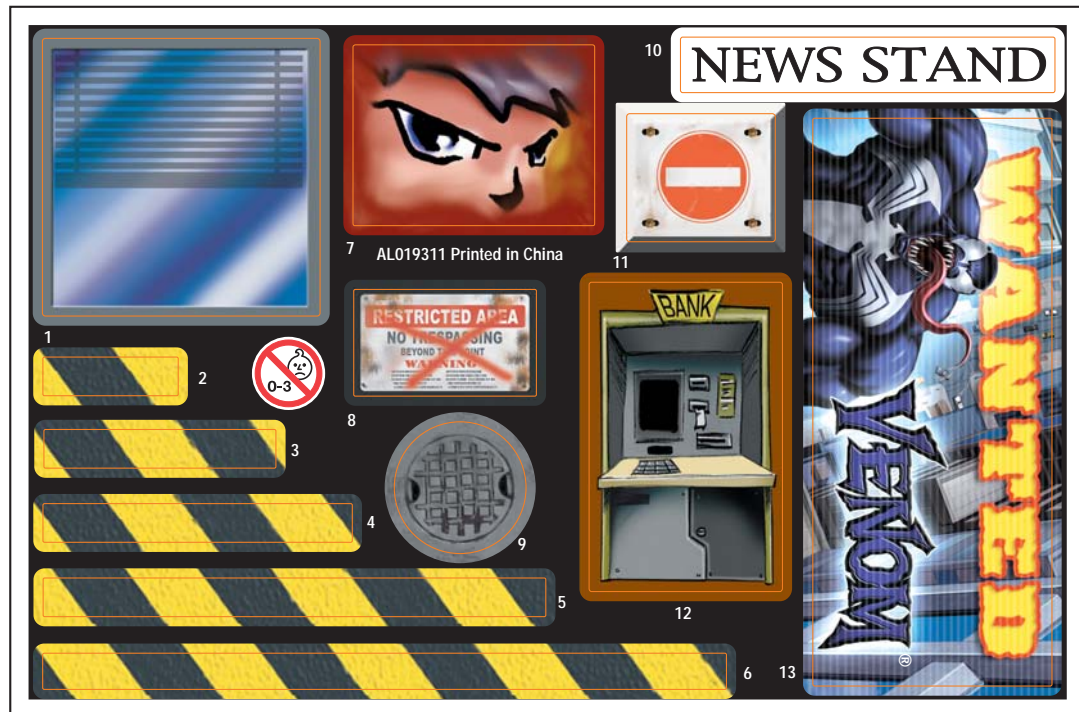 10
NEWS STAND
7
AL019311 Printed in China
11
RESTRICTED AREA
NO TRESPASSING
BEYOND THIS POINT
WARNING
BANK
WANTED
VENOM®
1
2
0-3
3
8
4
9
5
12
6
13